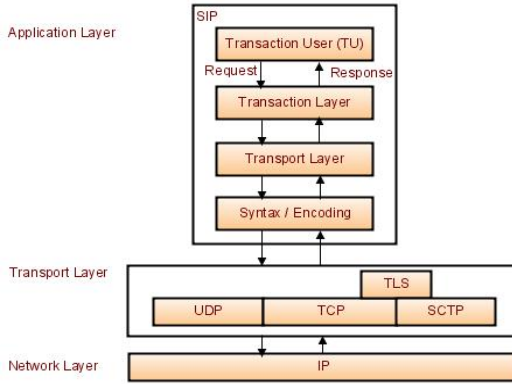 SIP
Application Layer
Transaction User (TU)
Request
Response
Transaction Layer
Transport Layer
Syntax / Encoding
Transport Layer
TLS
UDP
TCP
SCTP
Network Layer
IP